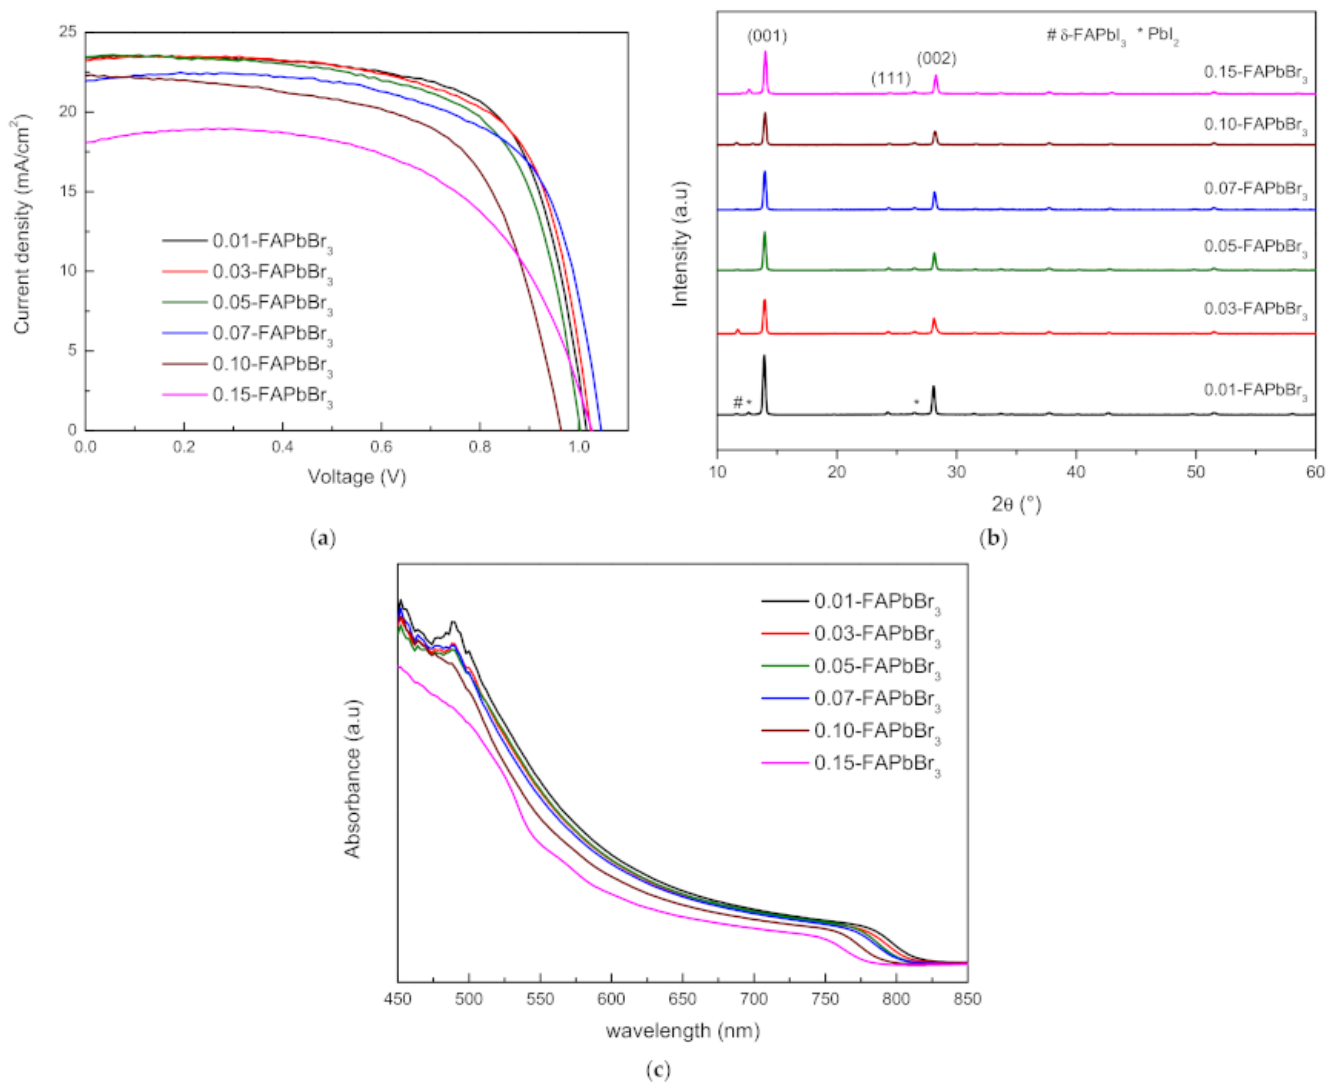 25
20
15
10
5
0
0.0 0.2 0.4 0.6 0.8 1.0
Current density (mA/cm²)
Voltage (V)
0.01-FAPbBr₃
0.03-FAPbBr₃
0.05-FAPbBr₃
0.07-FAPbBr₃
0.10-FAPbBr₃
0.15-FAPbBr₃
(a)
(001)
(111)
(002)
# δ-FAPbI₃ * PbI₂
0.15-FAPbBr₃
0.10-FAPbBr₃
0.07-FAPbBr₃
0.05-FAPbBr₃
0.03-FAPbBr₃
0.01-FAPbBr₃
# *
*
Intensity (a.u)
10 20 30 40 50 60
2θ (°)
(b)
0.01-FAPbBr₃
0.03-FAPbBr₃
0.05-FAPbBr₃
0.07-FAPbBr₃
0.10-FAPbBr₃
0.15-FAPbBr₃
Absorbance (a.u)
450 500 550 600 650 700 750 800 850
wavelength (nm)
(c)